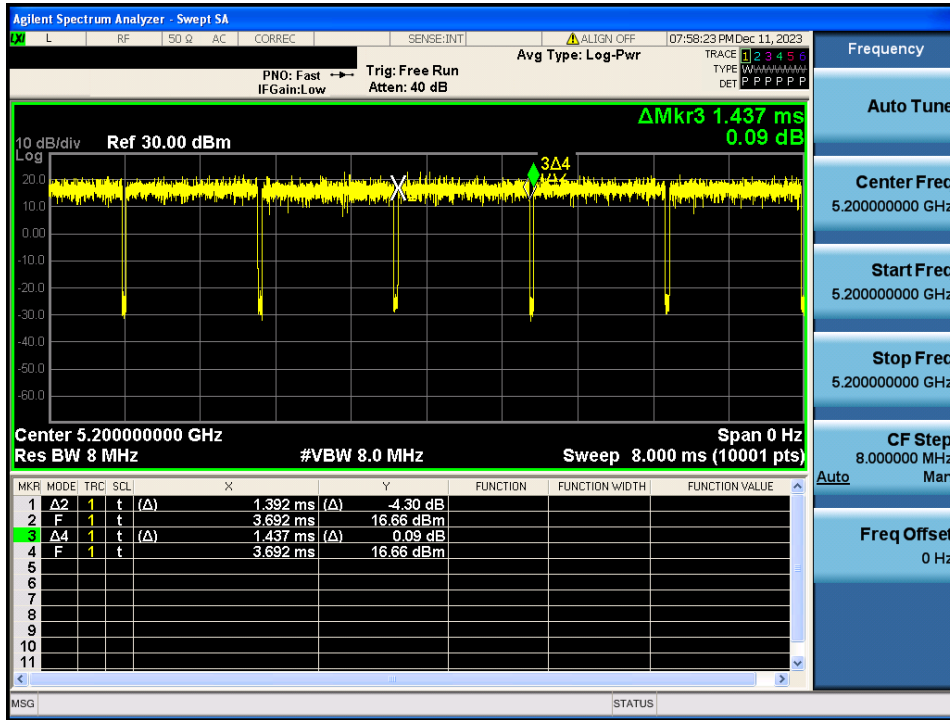 Agilent Spectrum Analyzer - Swept SA
LXI L RF 50 Ω AC CORREC SENSE:INT ALIGN OFF 07:58:23 PM Dec 11, 2023
Avg Type: Log-Pwr TRACE 1 2 3 4 5 6
PNO: Fast Trig: Free Run TYPE WWWWWW
IFGain:Low Atten: 40 dB DET P P P P P P
ΔMkr3 1.437 ms
0.09 dB
10 dB/div Ref 30.00 dBm
Log
20.0
10.0
0.00
-10.0
-20.0
-30.0
-40.0
-50.0
-60.0
3Δ4
Center 5.200000000 GHz Span 0 Hz
Res BW 8 MHz #VBW 8.0 MHz Sweep 8.000 ms (10001 pts)
MKR MODE TRC SCL X Y FUNCTION FUNCTION WIDTH FUNCTION VALUE
1 Δ2 1 t (Δ) 1.392 ms (Δ) -4.30 dB
2 F 1 t 3.692 ms 16.66 dBm
3 Δ4 1 t (Δ) 1.437 ms (Δ) 0.09 dB
4 F 1 t 3.692 ms 16.66 dBm
5
6
7
8
9
10
11
MSG STATUS
Frequency
Auto Tune
Center Freq
5.200000000 GHz
Start Freq
5.200000000 GHz
Stop Freq
5.200000000 GHz
CF Step
8.000000 MHz
Auto Man
Freq Offset
0 Hz